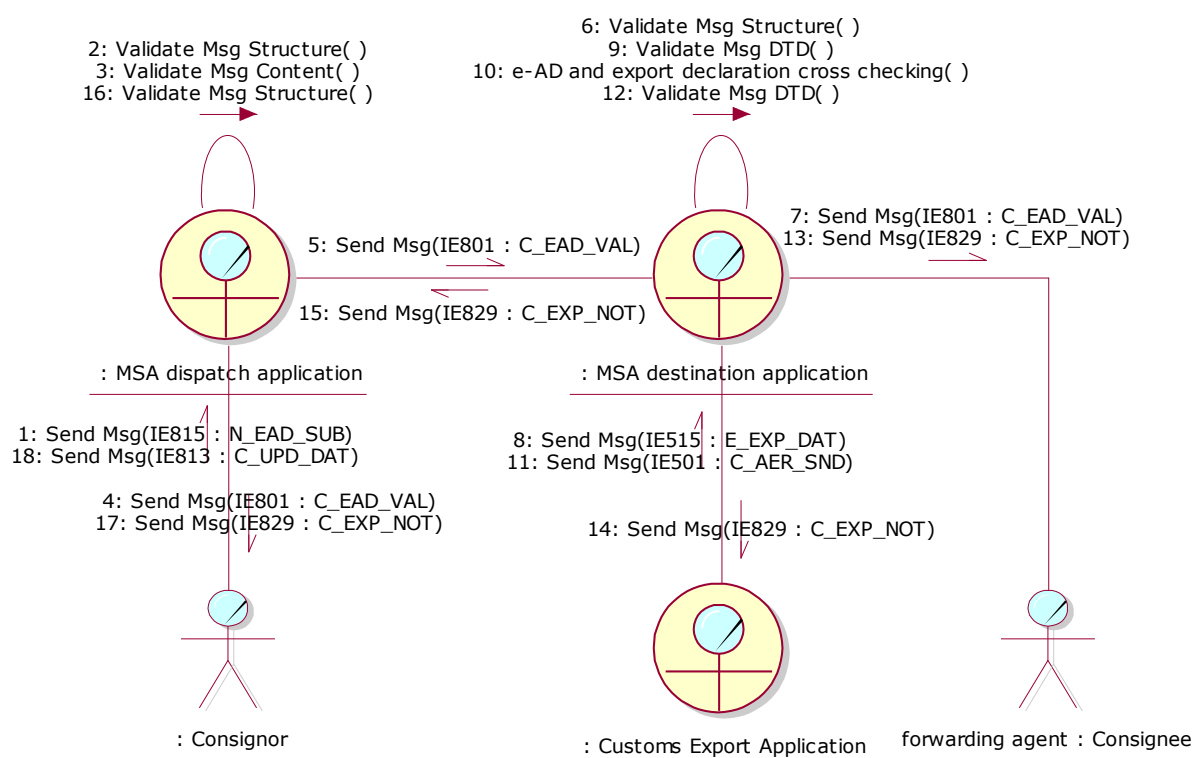 2: Validate Msg Structure( )
3: Validate Msg Content( )
16: Validate Msg Structure( )
6: Validate Msg Structure( )
9: Validate Msg DTD( )
10: e-AD and export declaration cross checking( )
12: Validate Msg DTD( )
7: Send Msg(IE801 : C_EAD_VAL)
13: Send Msg(IE829 : C_EXP_NOT)
5: Send Msg(IE801 : C_EAD_VAL)
15: Send Msg(IE829 : C_EXP_NOT)
: MSA dispatch application
: MSA destination application
1: Send Msg(IE815 : N_EAD_SUB)
18: Send Msg(IE813 : C_UPD_DAT)
8: Send Msg(IE515 : E_EXP_DAT)
11: Send Msg(IE501 : C_AER_SND)
4: Send Msg(IE801 : C_EAD_VAL)
17: Send Msg(IE829 : C_EXP_NOT)
14: Send Msg(IE829 : C_EXP_NOT)
: Consignor
: Customs Export Application
forwarding agent : Consignee